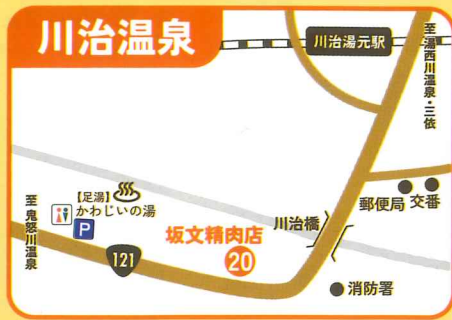 川治温泉
川治湯元駅
至 湯西川温泉・三依
郵便局
交番
川治橋
消防署
坂文精肉店
20
【足湯】
かわじいの湯
P
121
至 鬼怒川温泉